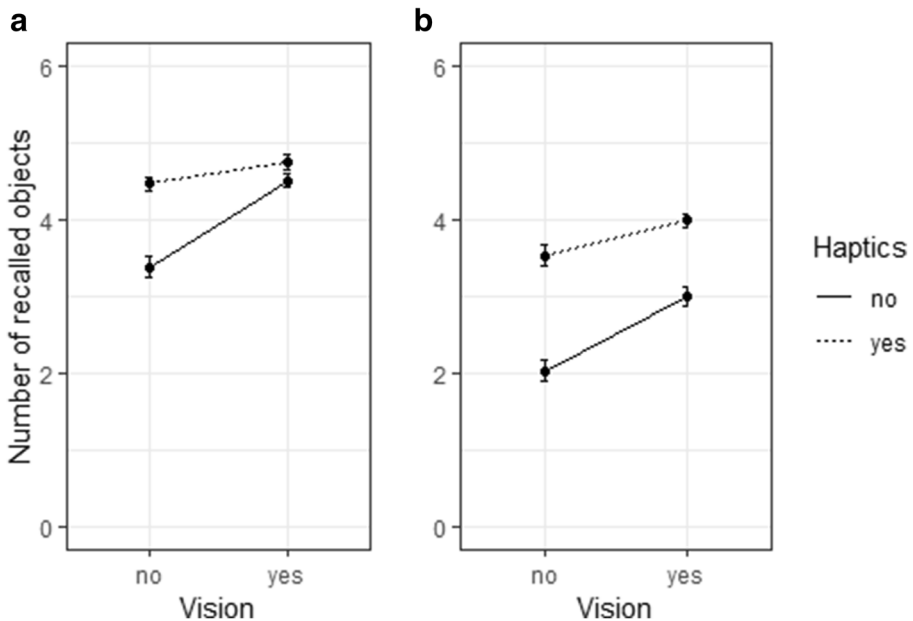 a
b
Number of recalled objects
6
4
2
0
no
yes
Vision
6
4
2
0
no
yes
Vision
Haptics
no
yes